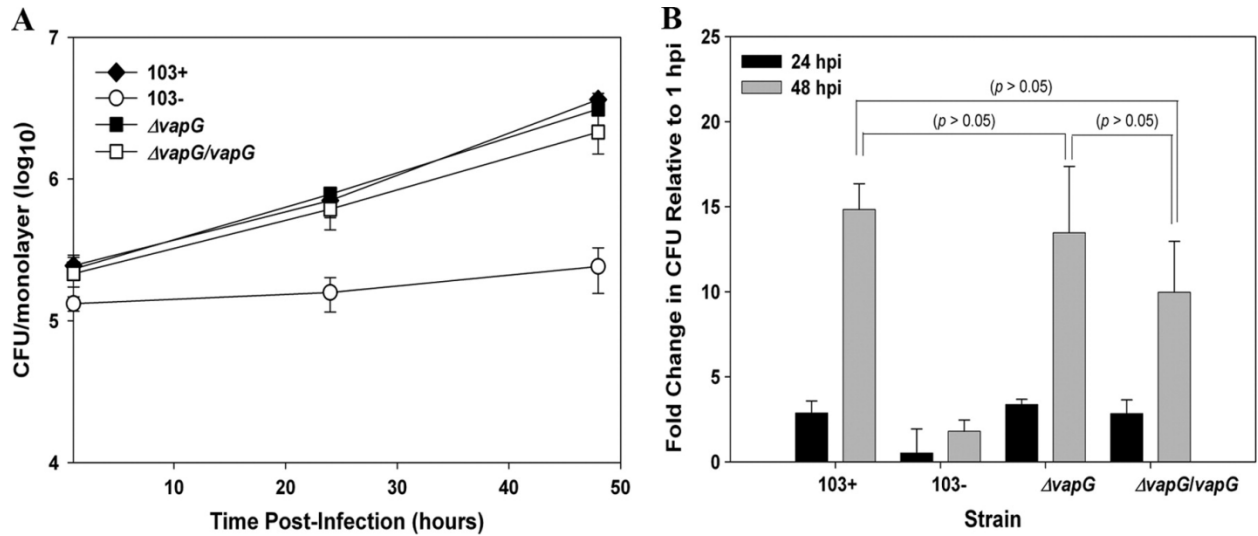 A
7
6
5
4
CFU/monolayer (log10)
103+
103-
ΔvapG
ΔvapG/vapG
10 20 30 40 50
Time Post-Infection (hours)
B
25
20
15
10
5
0
Fold Change in CFU Relative to 1 hpi
24 hpi
48 hpi
(p > 0.05)
(p > 0.05)
(p > 0.05)
103+ 103- ΔvapG ΔvapG/vapG
Strain